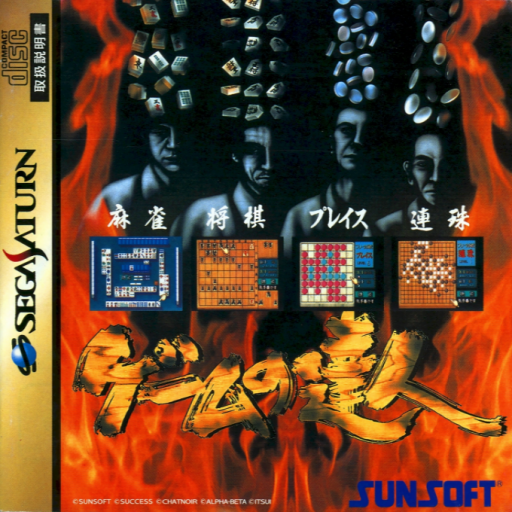 COMPACT disc
取扱説明書
SEGA SATURN
麻雀 将棋 プレイス 連珠
ゲームの達人
©SUNSOFT ©SUCCESS ©CHATNOIR ©ALPHA-BETA ©ITSUI
SUNSOFT®